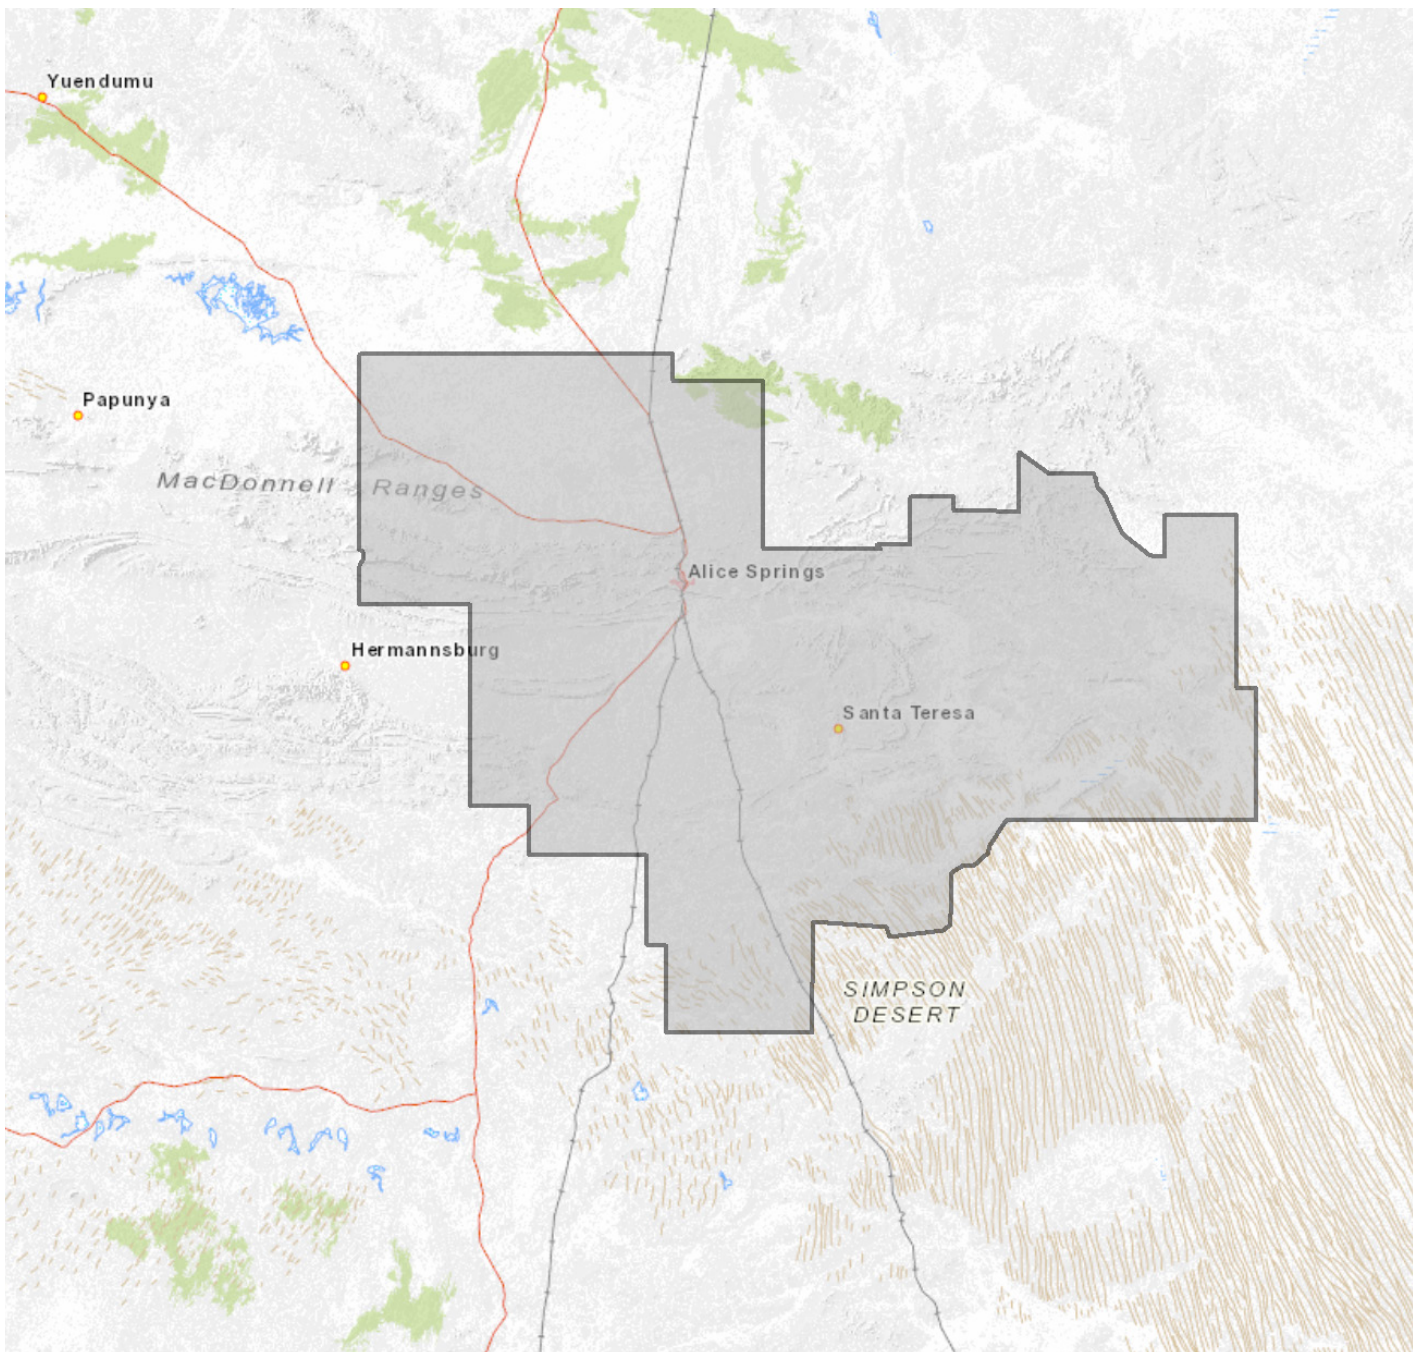 Yuendumu
Papunya
MacDonnell Ranges
Alice Springs
Hermannsburg
Santa Teresa
SIMPSON
DESERT